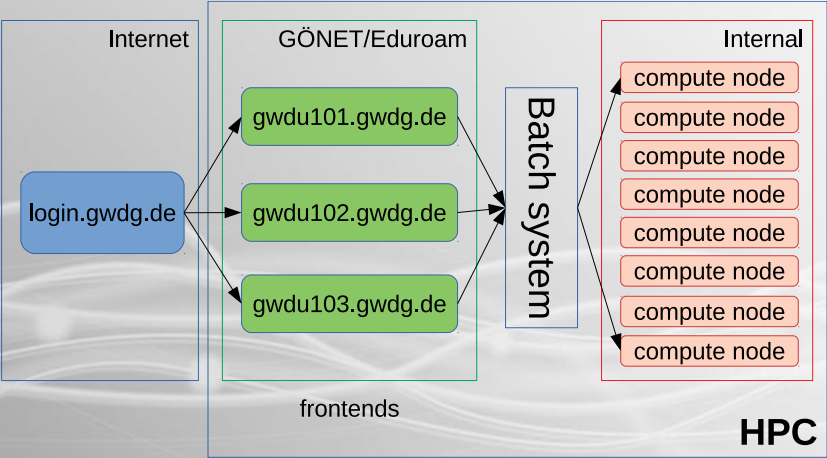 Internet
GÖNET/Eduroam
Internal
login.gwdg.de
gwdu101.gwdg.de
gwdu102.gwdg.de
gwdu103.gwdg.de
Batch system
compute node
compute node
compute node
compute node
compute node
compute node
compute node
compute node
frontends
HPC